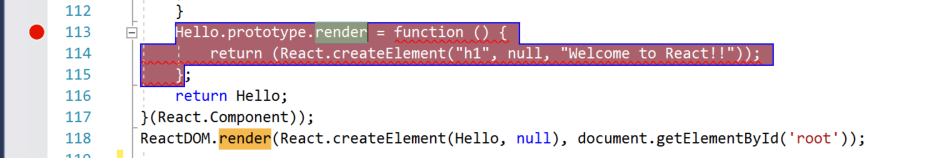 112 }
113 Hello.prototype.render = function () {
114 return (React.createElement("h1", null, "Welcome to React!!"));
115 };
116 return Hello;
117 }(React.Component));
118 ReactDOM.render(React.createElement(Hello, null), document.getElementById('root'));